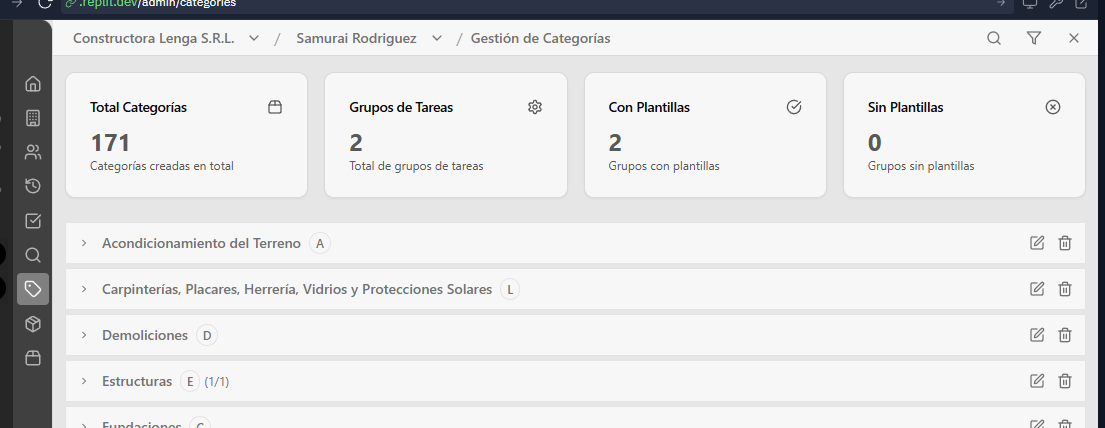 .replit.dev/admin/categories
Constructora Lenga S.R.L. / Samurai Rodriguez / Gestión de Categorías
Total Categorías
171
Categorías creadas en total
Grupos de Tareas
2
Total de grupos de tareas
Con Plantillas
2
Grupos con plantillas
Sin Plantillas
0
Grupos sin plantillas
Acondicionamiento del Terreno A
Carpinterías, Placares, Herrería, Vidrios y Protecciones Solares L
Demoliciones D
Estructuras E (1/1)
Fundaciones